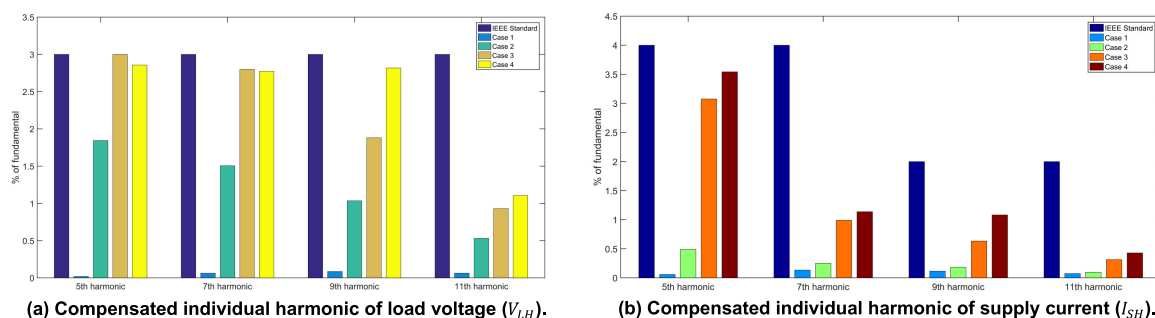 3.5
3
2.5
2
1.5
1
0.5
0
% of fundamental
5th harmonic
7th harmonic
9th harmonic
11th harmonic
IEEE Standard
Case 1
Case 2
Case 3
Case 4
(a) Compensated individual harmonic of load voltage (V_{LH}).
4.5
4
3.5
3
2.5
2
1.5
1
0.5
0
% of fundamental
5th harmonic
7th harmonic
9th harmonic
11th harmonic
IEEE Standard
Case 1
Case 2
Case 3
Case 4
(b) Compensated individual harmonic of supply current (I_{SH}).